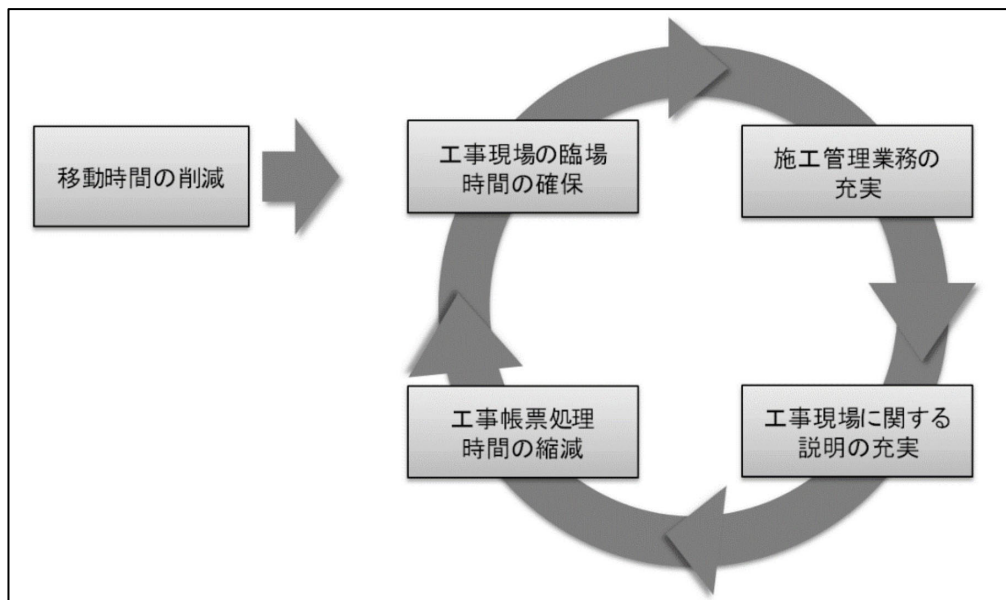 移動時間の削減
工事現場の臨場
時間の確保
施工管理業務の
充実
工事帳票処理
時間の縮減
工事現場に関する
説明の充実